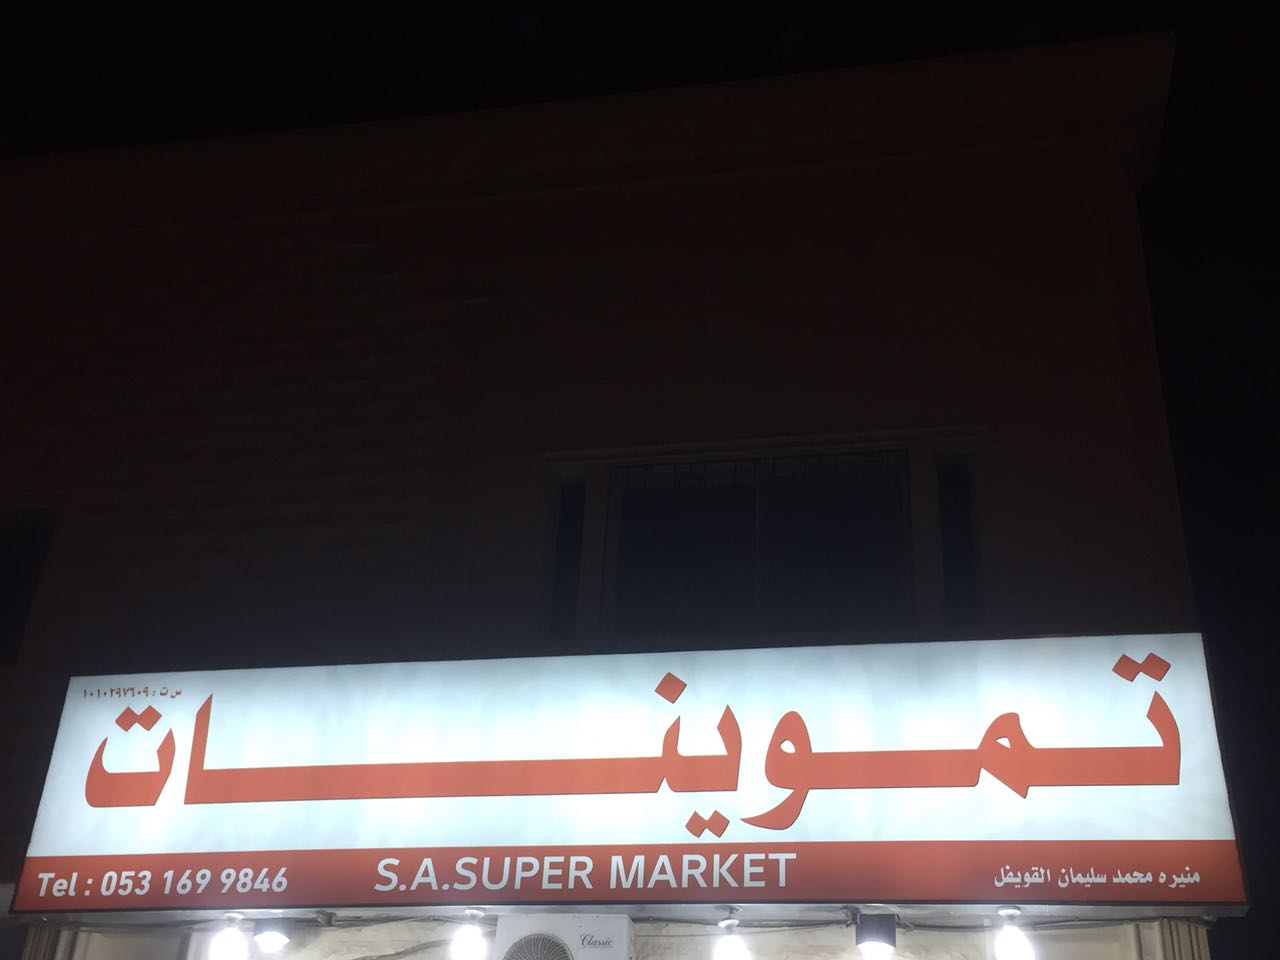 س ت : ١٠١٠٢٩٧٦٠٩
تموينات
منيره محمد سليمان القويفل
S.A.SUPER MARKET
Tel : 053 169 9846
Classic